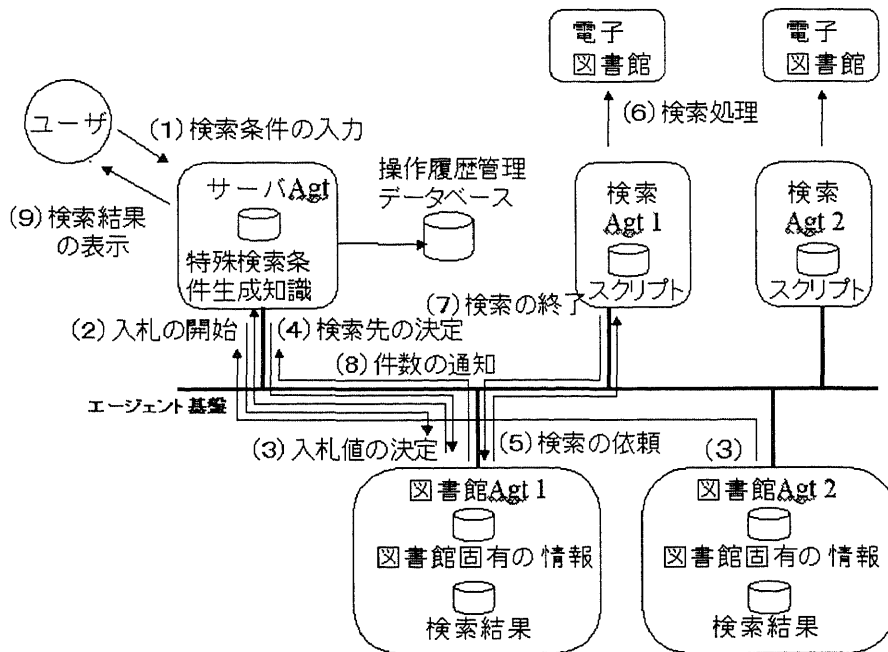 電子
図書館
電子
図書館
ユーザ
(1)検索条件の入力
(6)検索処理
サーバAgt
操作履歴管理
データベース
検索
Agt 1
検索
Agt 2
(9)検索結果
の表示
特殊検索条
件生成知識
(7)検索の終了
スクリプト
スクリプト
(2)入札の開始
(4)検索先の決定
(8)件数の通知
エージェント基盤
(3)入札値の決定
(5)検索の依頼
(3)
図書館Agt 1
図書館Agt 2
図書館固有の情報
図書館固有の情報
検索結果
検索結果